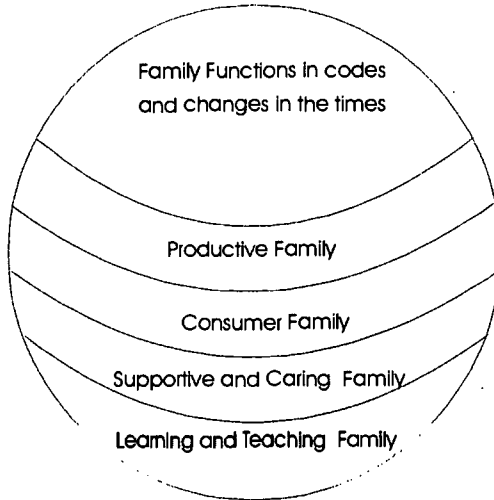 Family Functions in codes
and changes in the times
Productive Family
Consumer Family
Supportive and Caring Family
Learning and Teaching Family